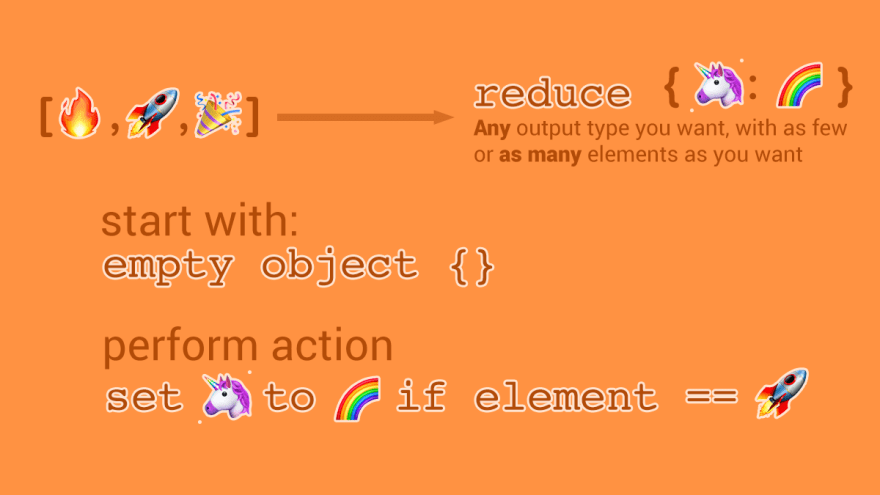 [🔥,🚀,🎉]
reduce {🦄: 🌈}
Any output type you want, with as few
or as many elements as you want
start with:
empty object {}
perform action
set 🦄 to 🌈 if element == 🚀